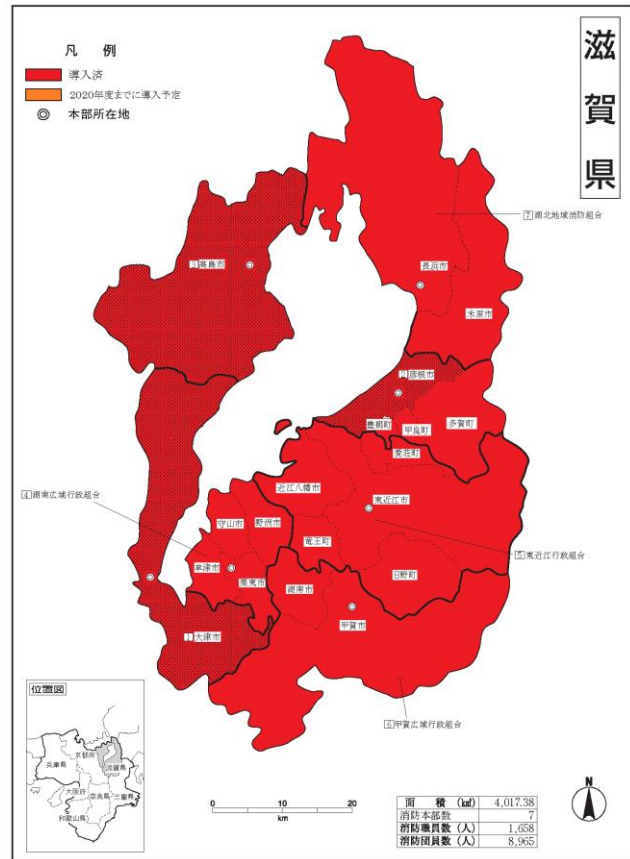 滋賀県
凡 例
導入済
2020年度までに導入予定
◎ 本部所在地
7 湖北地域消防組合
3 高島市
長浜市
米原市
2 彦根市
豊郷町
甲良町
多賀町
愛荘町
近江八幡市
東近江市
4 湖南広域行政組合
守山市
野洲市
竜王町
5 東近江行政組合
草津市
栗東市
湖南市
日野町
甲賀市
1 大津市
6 甲賀広域行政組合
位置図
京都府
兵庫県
滋賀県
大阪府
奈良県
三重県
和歌山県
0 10 20
km
面 積 (㎢) 4,017.38
消防本部数 7
消防職員数 (人) 1,658
消防団員数 (人) 8,965
N